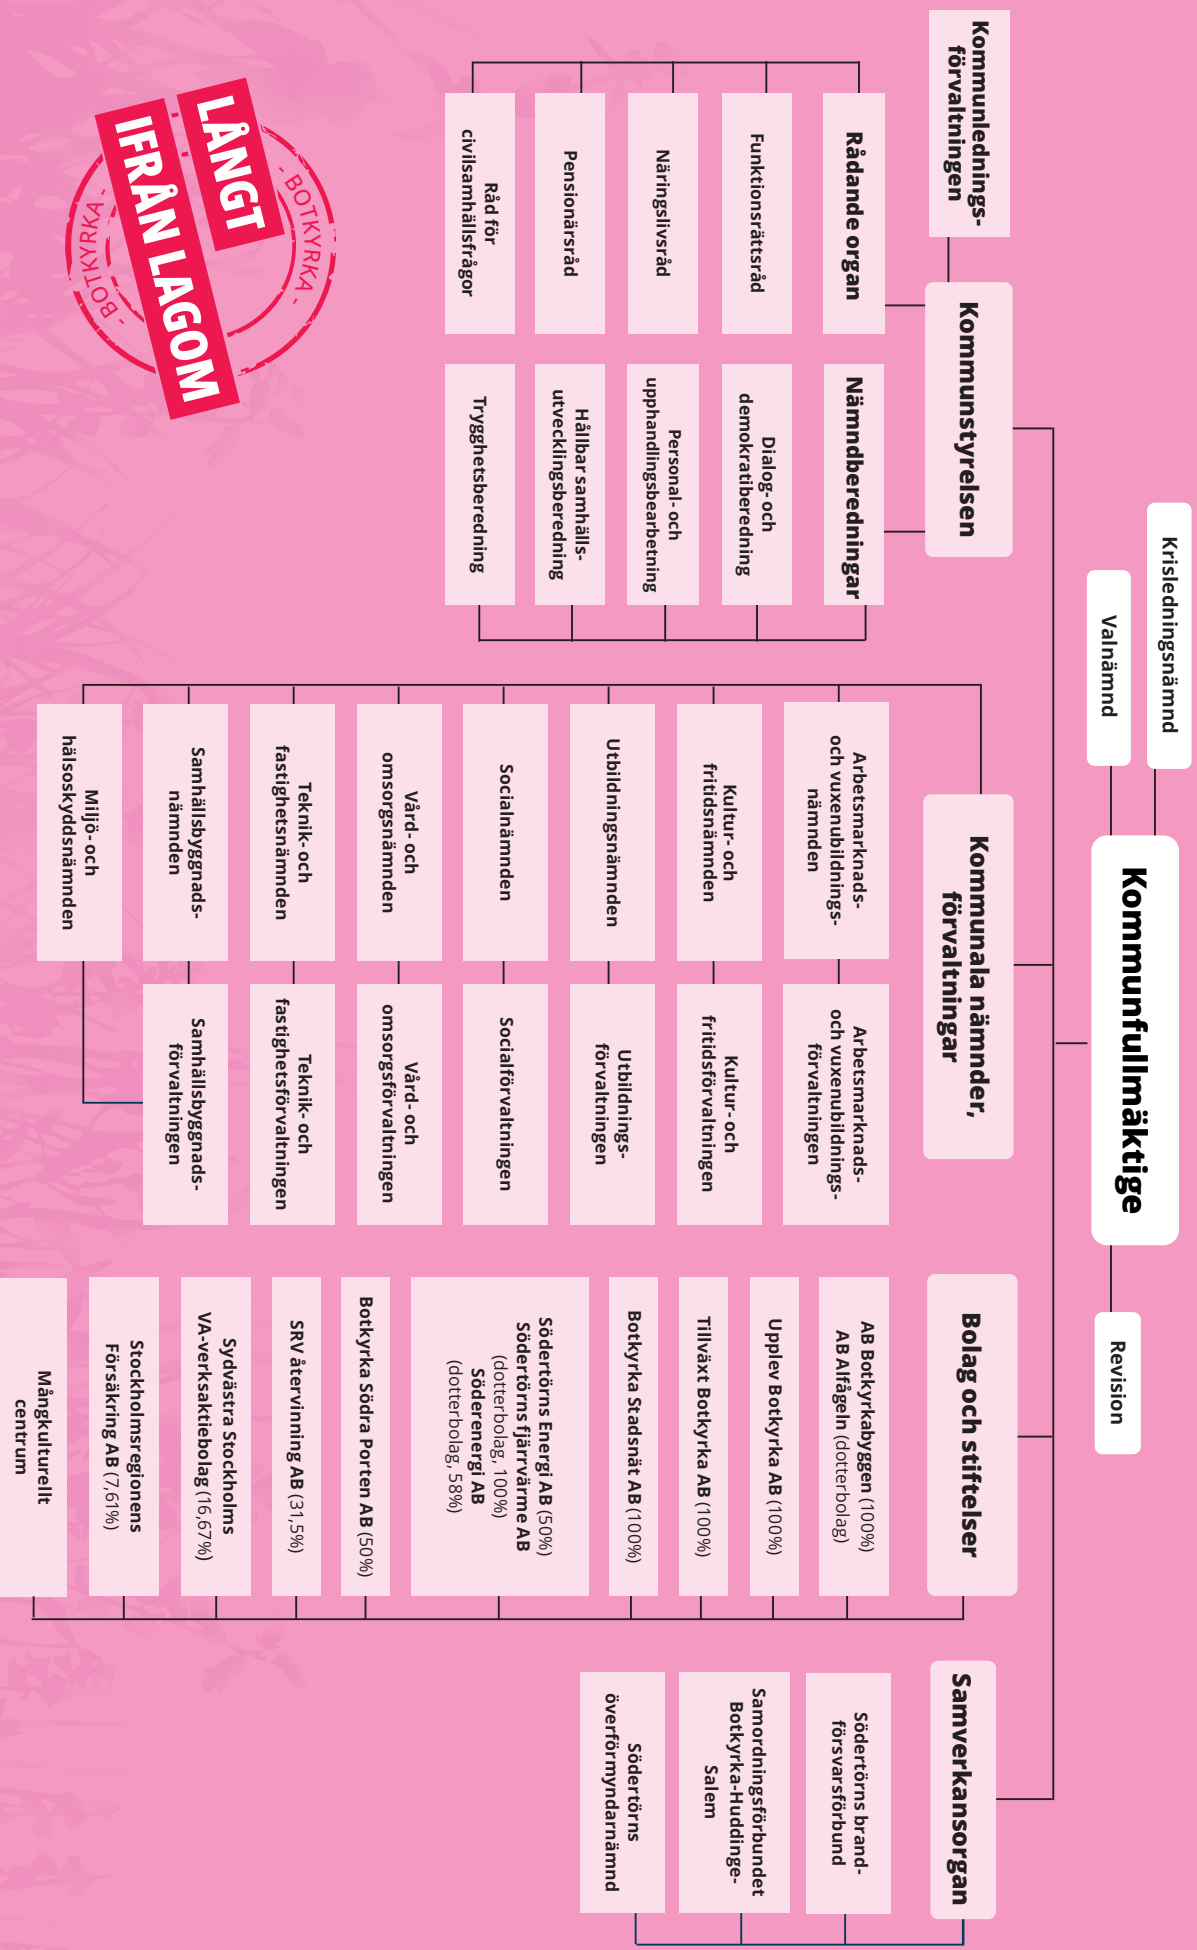 Krisledningsnämnd
Valnämnd
Kommunfullmäktige
Revision
Kommunlednings-
förvaltningen
Kommunstyrelsen
Rådande organ
Funktionsrättsråd
Näringslivsråd
Pensionärsråd
Råd för
civilsamhällsfrågor
Nämndberedningar
Dialog- och
demokratiberedning
Personal- och
upphandlingsbearbetning
Hållbar samhälls-
utvecklingsberedning
Trygghetsberedning
Kommunala nämnder,
förvaltningar
Arbetsmarknads-
och vuxenubildnings-
nämnden
Arbetsmarknads-
och vuxenubildnings-
förvaltningen
Kultur- och
fritidsnämnden
Kultur- och
fritidsförvaltningen
Utbildningsnämnden
Utbildnings-
förvaltningen
Socialnämnden
Socialförvaltningen
Vård- och
omsorgsnämnden
Vård- och
omsorgsförvaltningen
Teknik- och
fastighetsnämnden
Teknik- och
fastighetsförvaltningen
Samhällsbyggnads-
nämnden
Samhällsbyggnads-
förvaltningen
Miljö- och
hälsoskyddsnämnden
Bolag och stiftelser
AB Botkyrkabyggen (100%)
AB Alfågeln (dotterbolag)
Upplev Botkyrka AB (100%)
Tillväxt Botkyrka AB (100%)
Botkyrka Stadsnät AB (100%)
Södertörns Energi AB (50%)
Södertörns fjärrvärme AB
(dotterbolag, 100%)
Söderenergi AB
(dotterbolag, 58%)
Botkyrka Södra Porten AB (50%)
SRV återvinning AB (31,5%)
Sydvästra Stockholms
VA-verksaktiebolag (16,67%)
Stockholmsregionens
Försäkring AB (7,61%)
Mångkulturellt
centrum
Samverkansorgan
Södertörns brand-
försvarsförbund
Samordningsförbundet
Botkyrka-Huddinge-
Salem
Södertörns
överförmyndarnämnd
- BOTKYRKA -
LÅNGT
IFRÅN LAGOM
- BOTKYRKA -